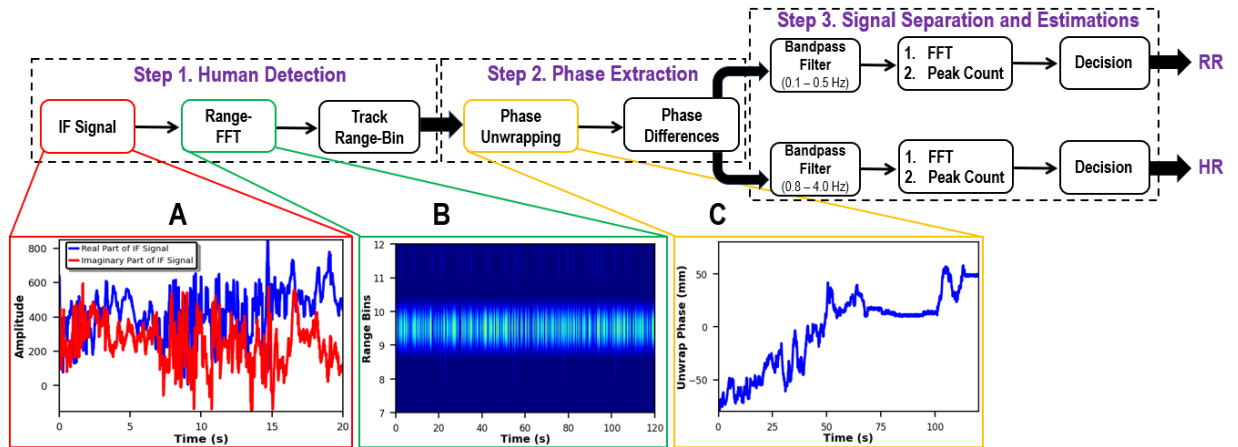 Step 3. Signal Separation and Estimations
Step 1. Human Detection
Step 2. Phase Extraction
IF Signal
Range-
FFT
Track
Range-Bin
Phase
Unwrapping
Phase
Differences
Bandpass
Filter
(0.1 – 0.5 Hz)
1. FFT
2. Peak Count
Decision
RR
Bandpass
Filter
(0.8 – 4.0 Hz)
1. FFT
2. Peak Count
Decision
HR
A
B
C
Real Part of IF Signal
Imaginary Part of IF Signal
Amplitude
800
600
400
200
0
0 5 10 15 20
Time (s)
Range Bins
12
11
10
9
8
7
0 20 40 60 80 100 120
Time (s)
Unwrap Phase (mm)
50
0
−50
0 25 50 75 100
Time (s)